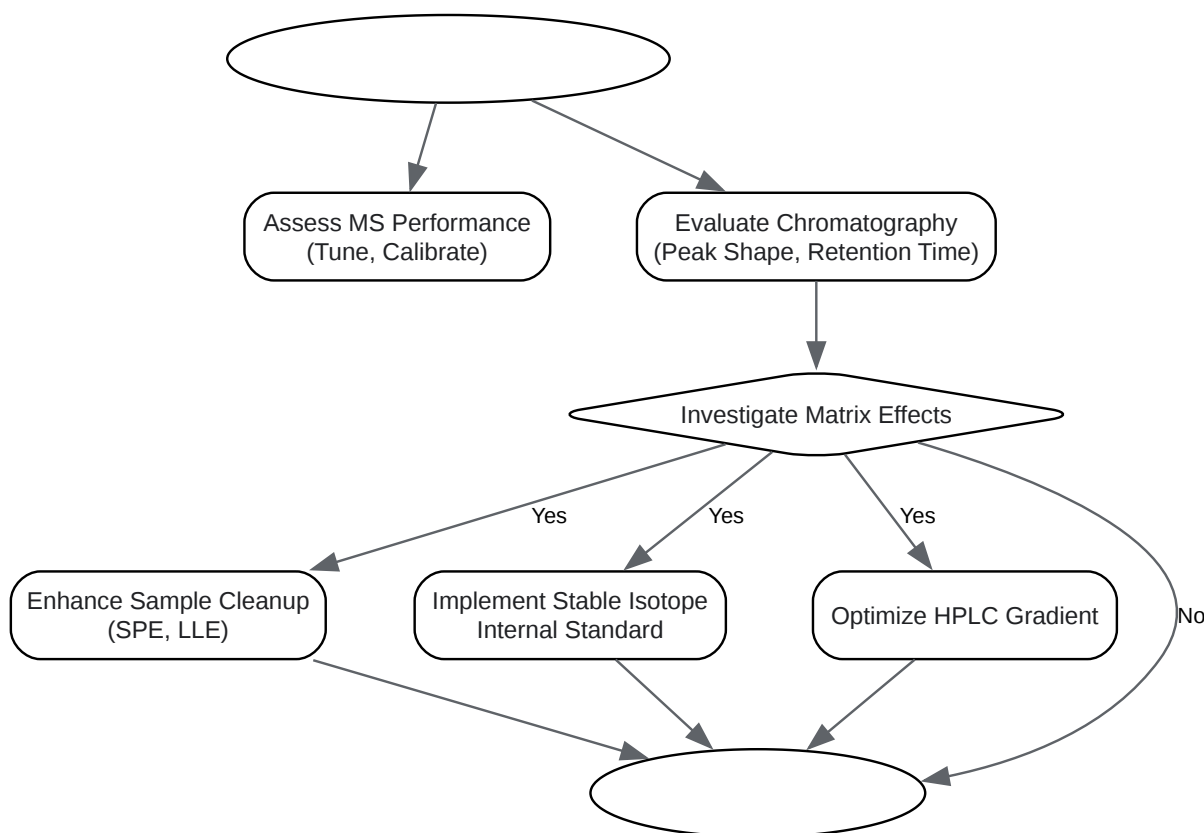 Assess MS Performance
(Tune, Calibrate)
Evaluate Chromatography
(Peak Shape, Retention Time)
Investigate Matrix Effects
Yes
Yes
Yes
No
Enhance Sample Cleanup
(SPE, LLE)
Implement Stable Isotope
Internal Standard
Optimize HPLC Gradient